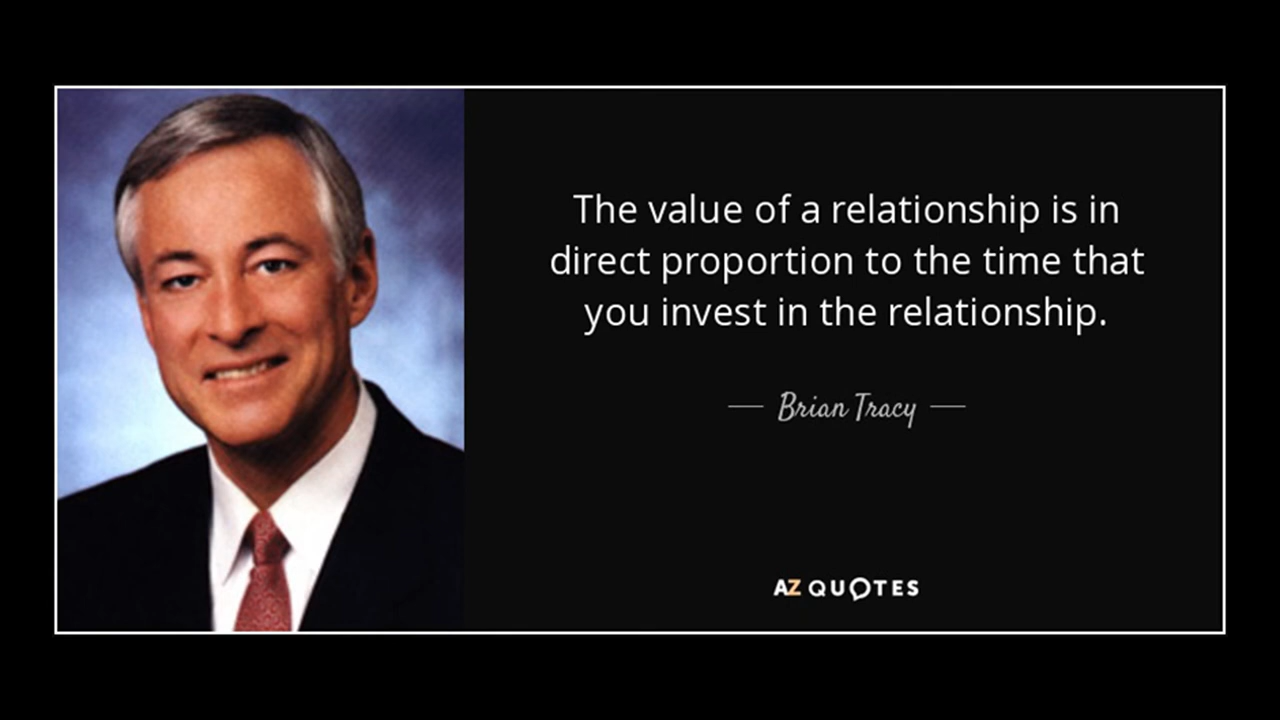 The value of a relationship is in
direct proportion to the time that
you invest in the relationship.
Brian Tracy
AZ QUOTES